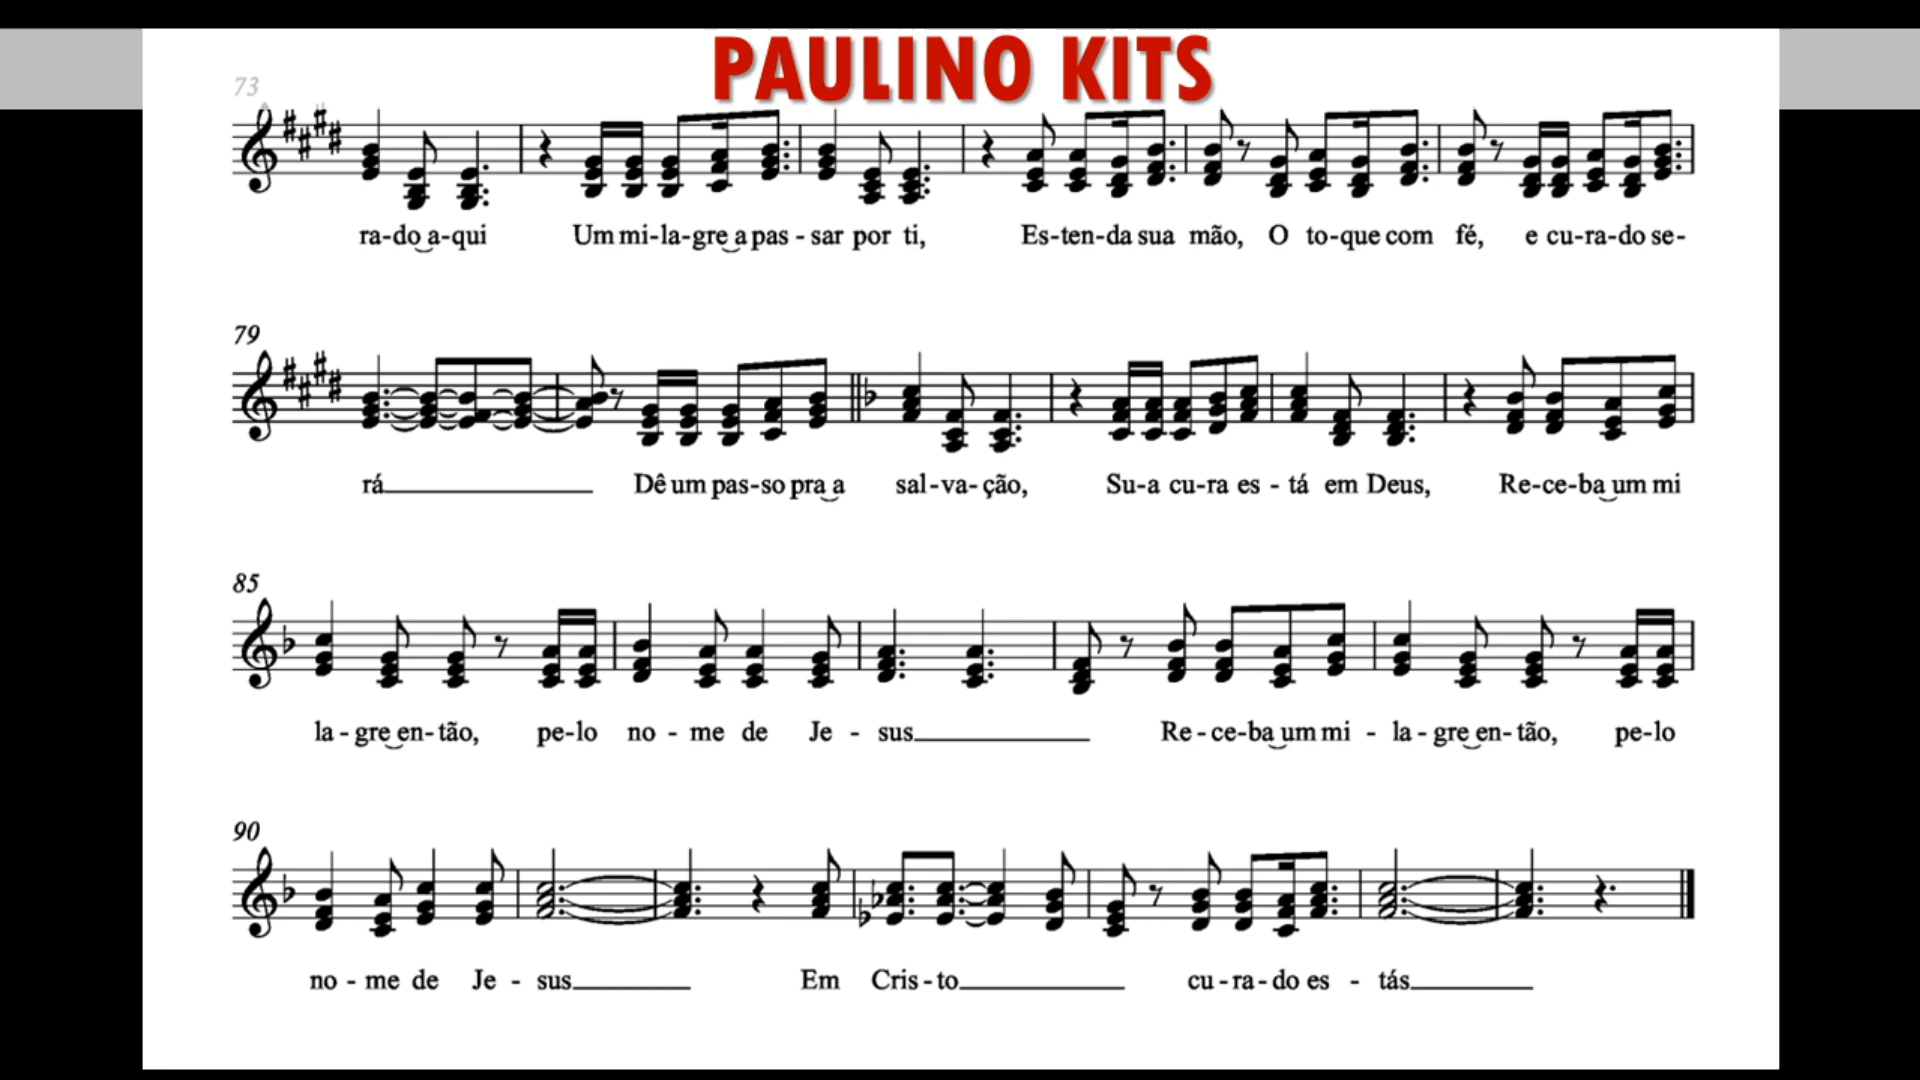 PAULINO KITS
73
ra-do a-qui Um mi-la-gre a pas - sar por ti, Es-ten-da sua mão, O to-que com fé, e cu-ra-do se-
79
rá Dê um pas-so pra a sal-va-ção, Su-a cu-ra es - tá em Deus, Re-ce-ba um mi
85
la - gre en-tão, pe-lo no - me de Je - sus Re - ce-ba um mi - la - gre en-tão, pe-lo
90
no - me de Je - sus Em Cris-to cu-ra-do es - tás